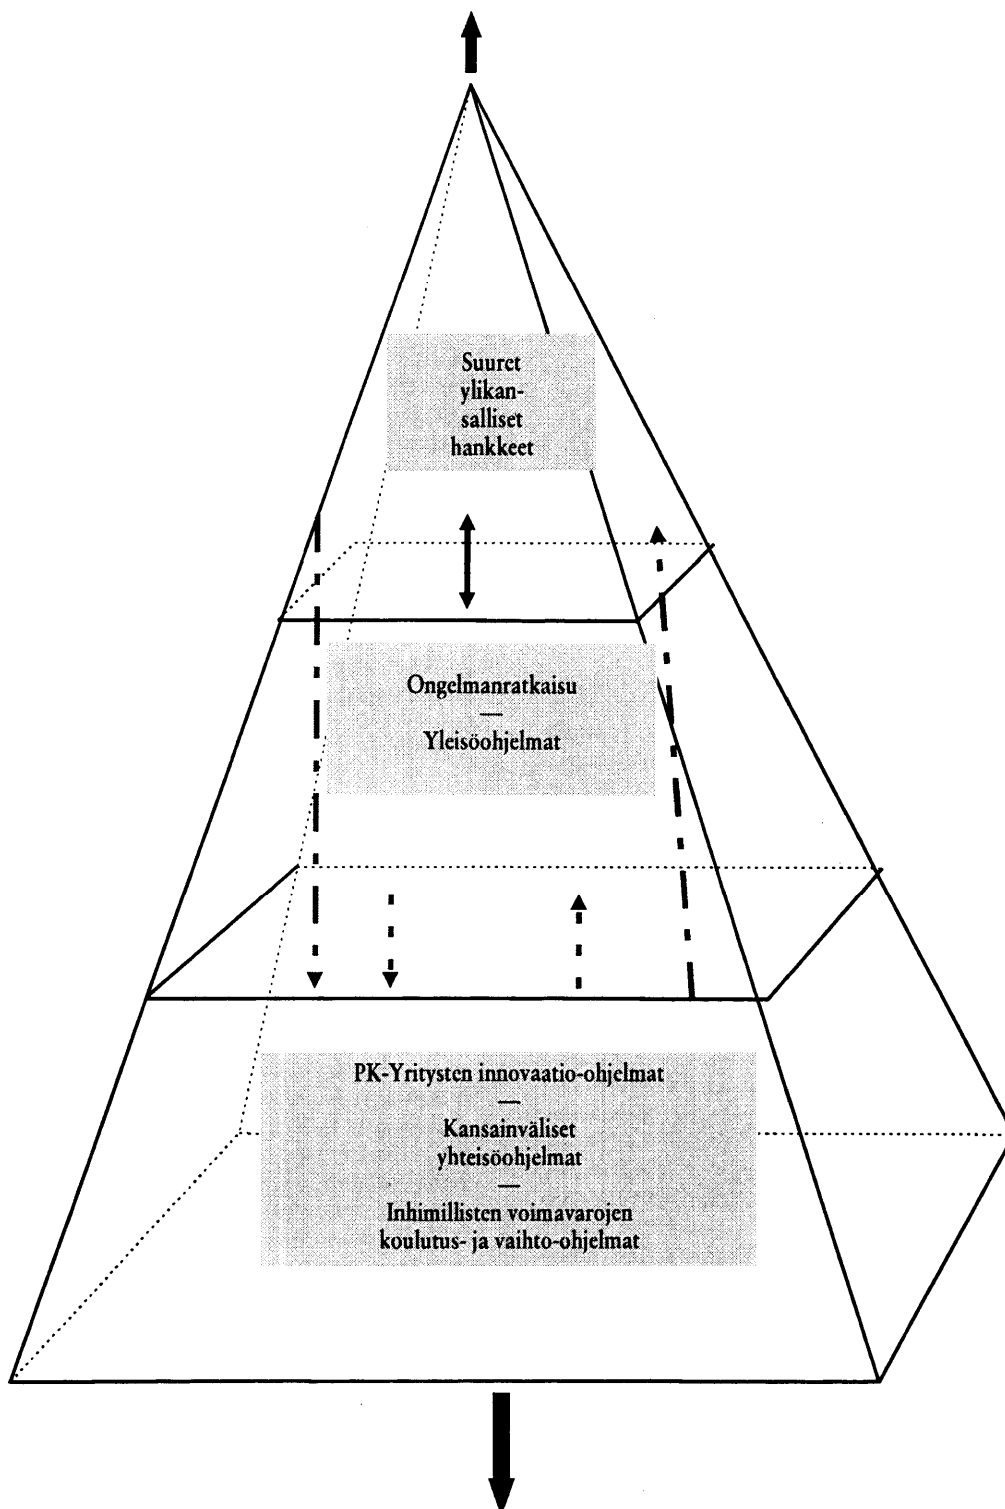 Suuret
ylikan-
salliset
hankkeet
Ongelmanratkaisu
—
Yleisöohjelmat
PK-Yritysten innovaatio-ohjelmat
—
Kansainväliset
yhteisöohjelmat
—
Inhimillisten voimavarojen
koulutus- ja vaihto-ohjelmat